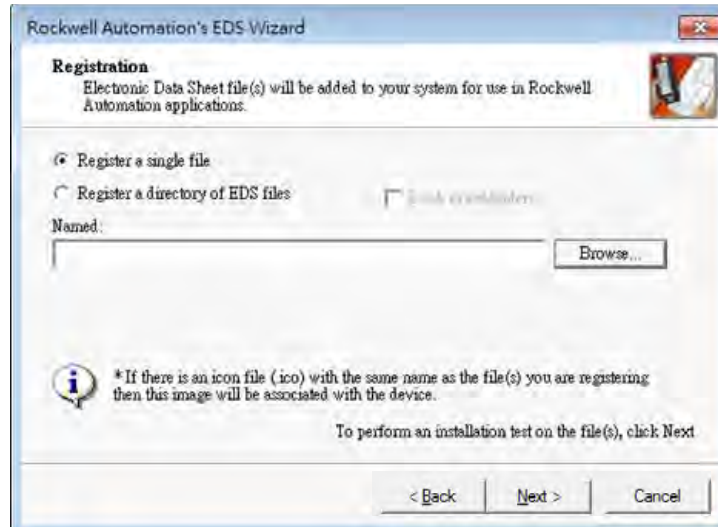 Rockwell Automation's EDS Wizard
Registration
Electronic Data Sheet file(s) will be added to your system for use in Rockwell
Automation applications.
Register a single file
Register a directory of EDS files
Named:
Browse...
* If there is an icon file (.ico) with the same name as the file(s) you are registering
then this image will be associated with the device.
To perform an installation test on the file(s), click Next
< Back
Next >
Cancel